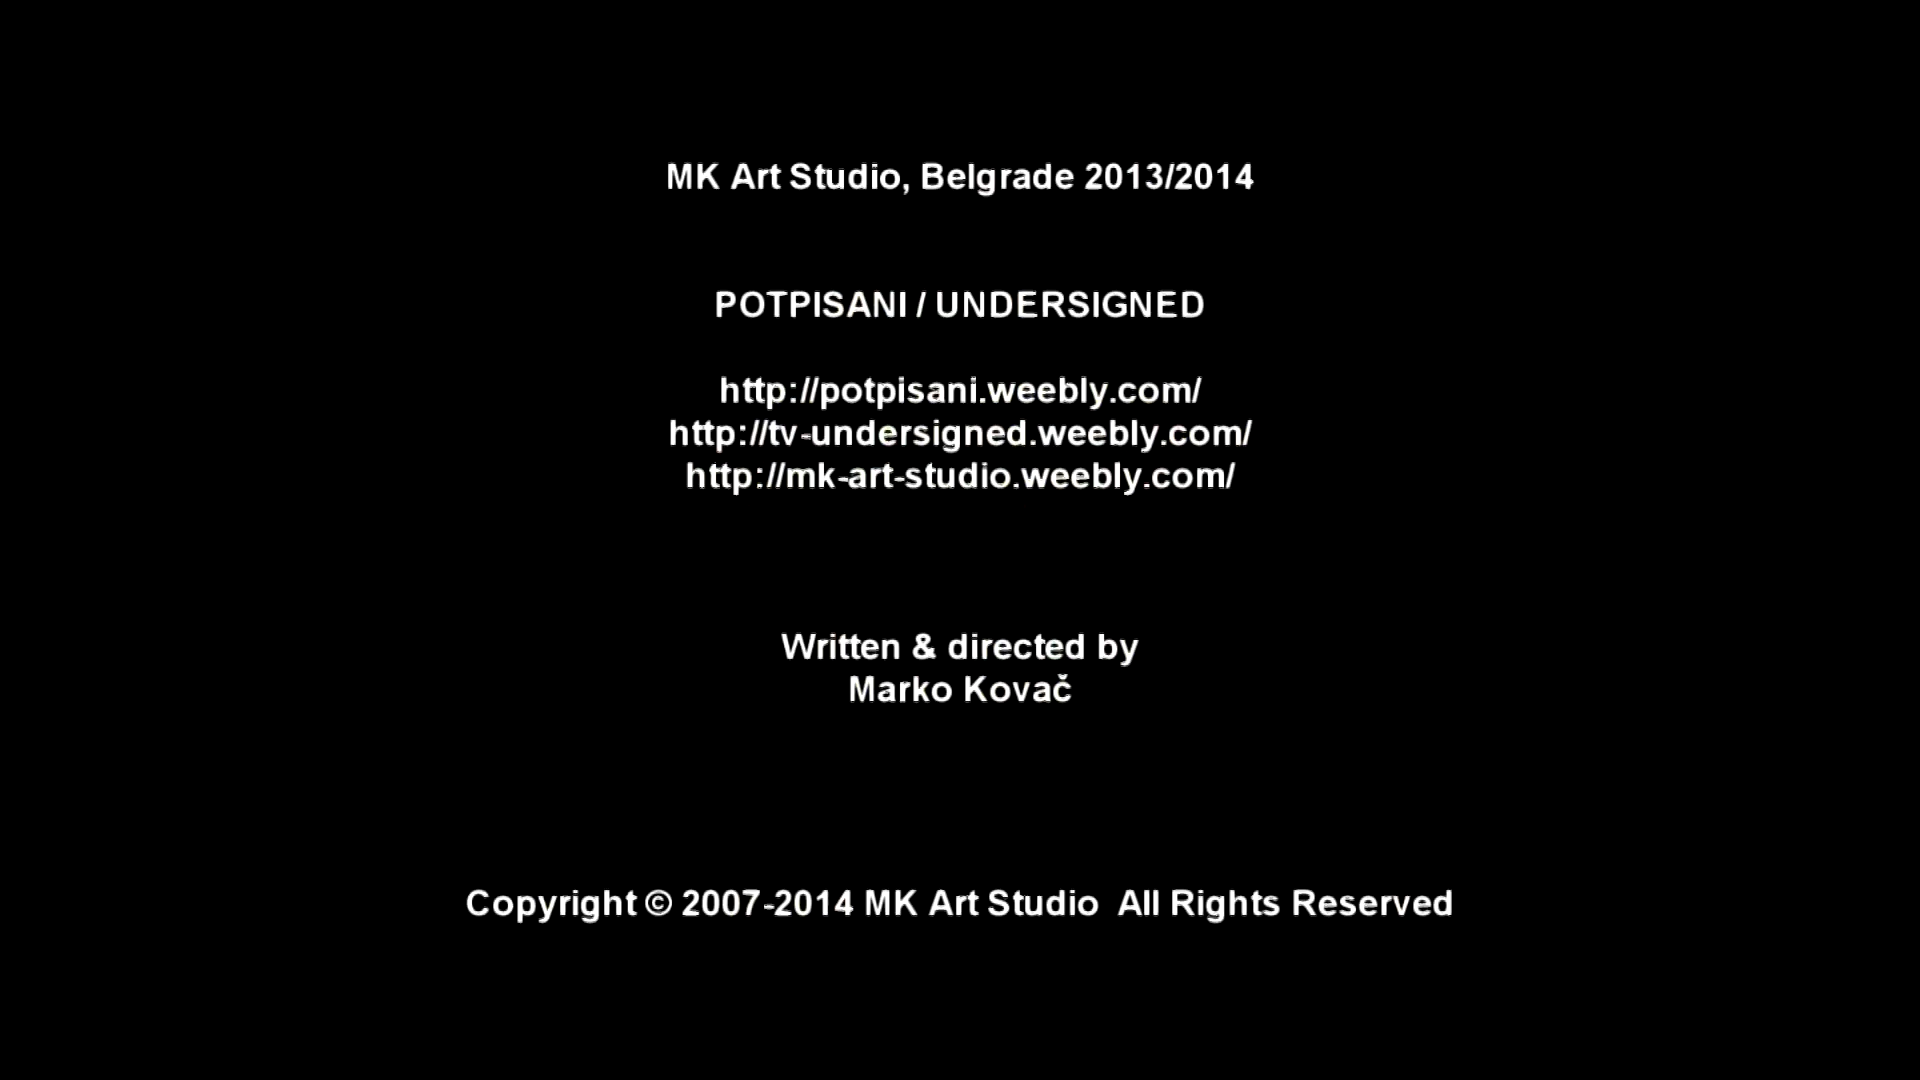 MK Art Studio, Belgrade 2013/2014
POTPISANI / UNDERSIGNED
http://potpisani.weebly.com/
http://tv-undersigned.weebly.com/
http://mk-art-studio.weebly.com/
Written & directed by
Marko Kovač
Copyright © 2007-2014 MK Art Studio  All Rights Reserved